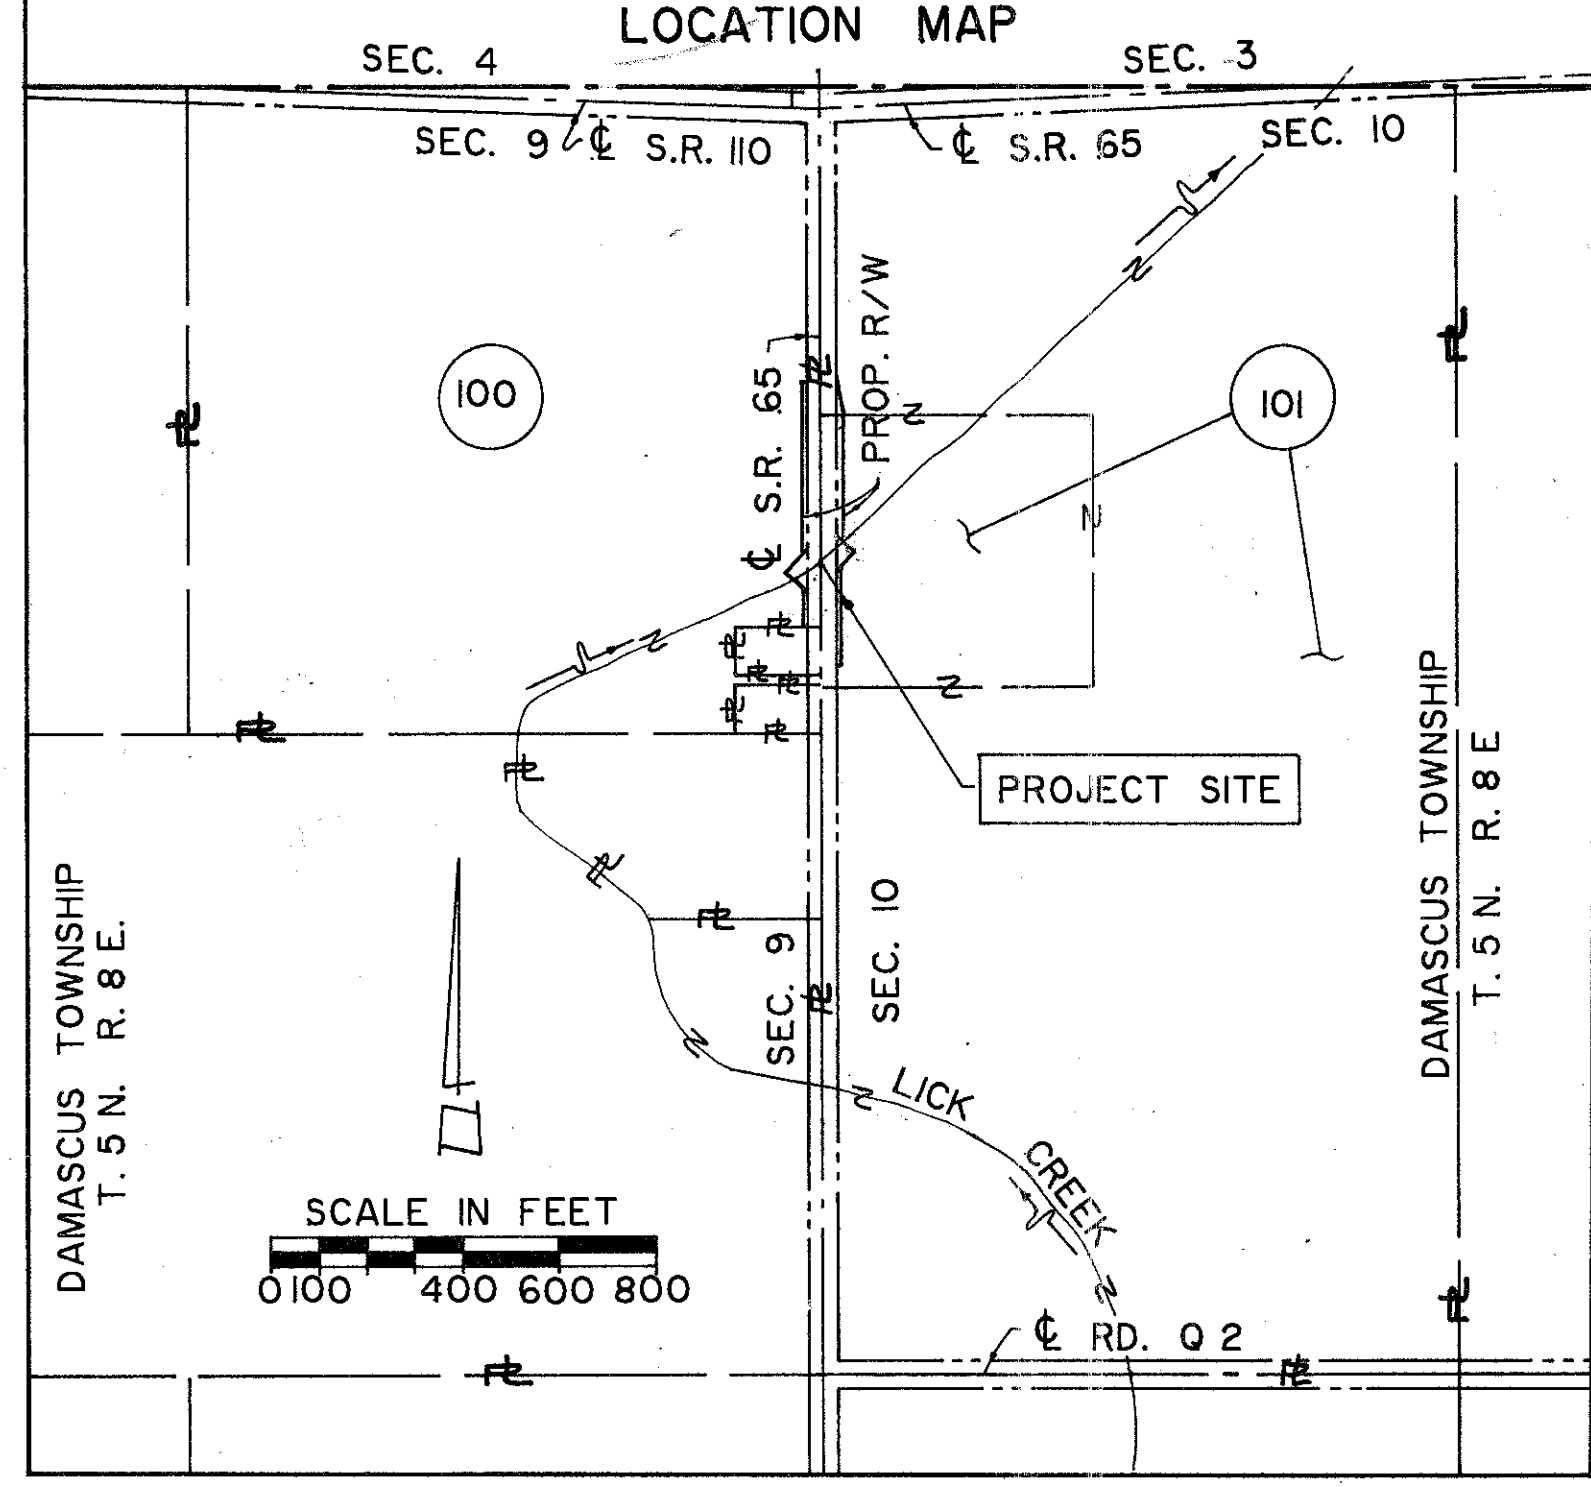 LOCATION MAP
SEC. 4
SEC. 3
SEC. 9
℄ S.R. 110
℄ S.R. 65
SEC. 10
100
101
℄ S.R. 65
PROP. R/W
PROJECT SITE
DAMASCUS TOWNSHIP
T. 5 N. R. 8 E.
SEC. 9
SEC. 10
DAMASCUS TOWNSHIP
T. 5 N. R. 8 E
LICK CREEK
SCALE IN FEET
0 100 400 600 800
℄ RD. Q 2